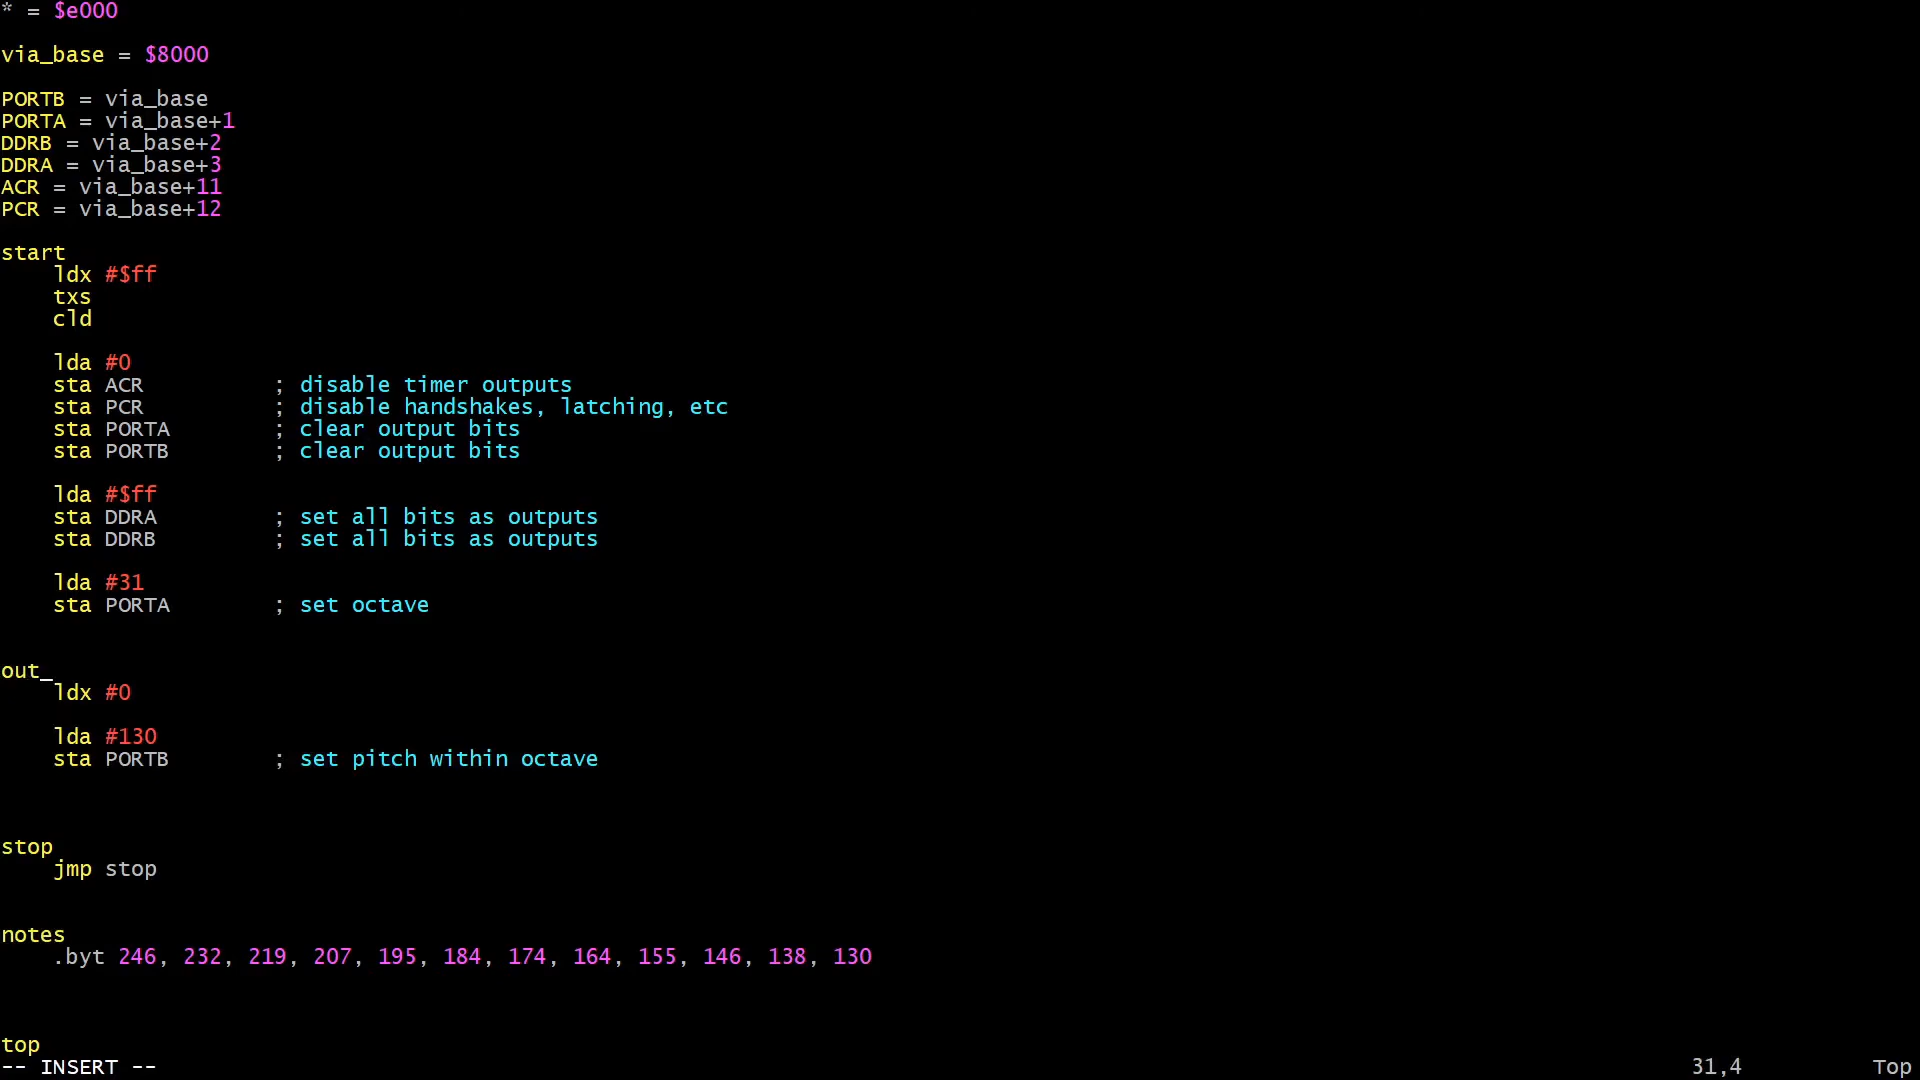 * = $e000

via_base = $8000

PORTB = via_base
PORTA = via_base+1
DDRB = via_base+2
DDRA = via_base+3
ACR = via_base+11
PCR = via_base+12

start
    ldx #$ff
    txs
    cld

    lda #0
    sta ACR          ; disable timer outputs
    sta PCR          ; disable handshakes, latching, etc
    sta PORTA        ; clear output bits
    sta PORTB        ; clear output bits

    lda #$ff
    sta DDRA         ; set all bits as outputs
    sta DDRB         ; set all bits as outputs

    lda #31
    sta PORTA        ; set octave


out
    ldx #0

    lda #130
    sta PORTB        ; set pitch within octave



stop
    jmp stop


notes
    .byt 246, 232, 219, 207, 195, 184, 174, 164, 155, 146, 138, 130



top
-- INSERT -- 31,4 Top